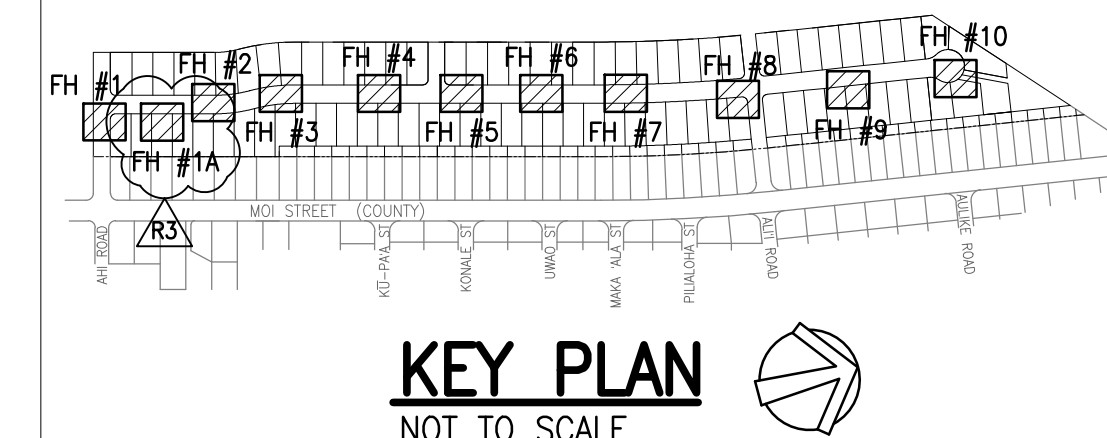 FH #1
FH #2
FH #4
FH #6
FH #8
FH #10
FH #1A
FH #3
FH #5
FH #7
FH #9
R3
MOI STREET (COUNTY)
AHI ROAD
KŪ-PA'A ST
KONALE ST
UWAO ST
MAKA 'ALA ST
PILIALOHA ST
ALI'I ROAD
AULIKE ROAD
KEY PLAN
NOT TO SCALE